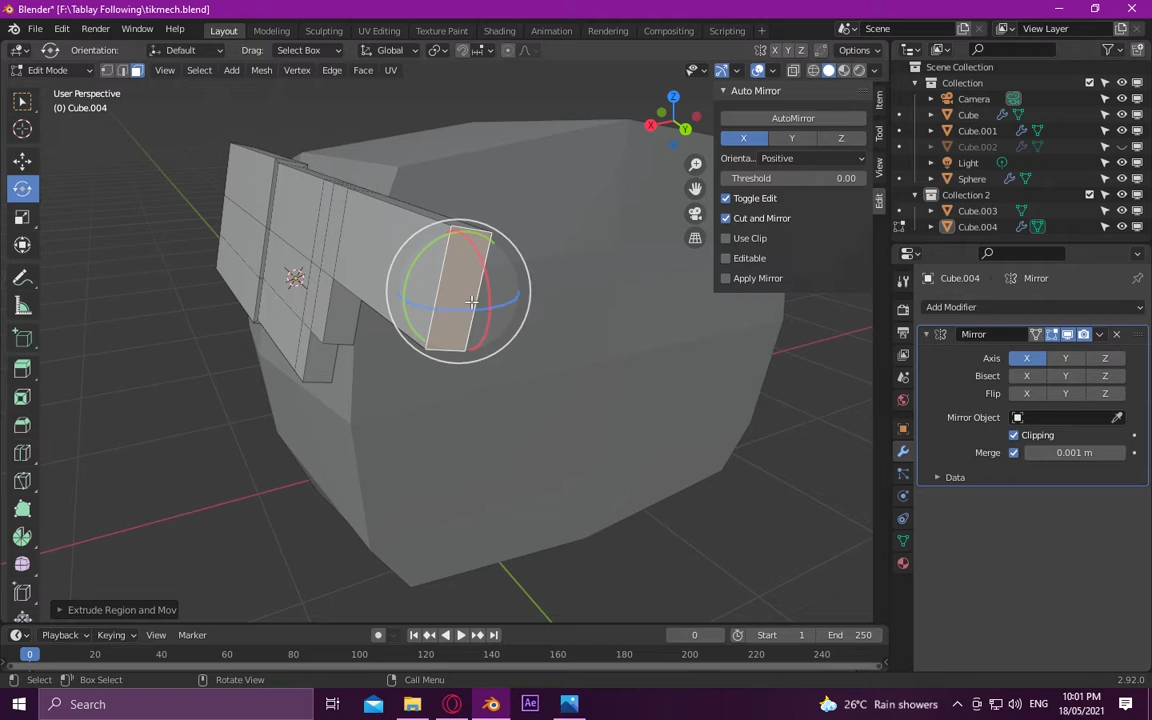 Blender* [F:\Tablay Following\tikmech.blend]
File Edit Render Window Help Layout Modeling Sculpting UV Editing Texture Paint Shading Animation Rendering Compositing Scripting Scene View Layer
Orientation: Default Drag: Select Box Global X Y Z Options
Edit Mode View Select Add Mesh Vertex Edge Face UV
User Perspective
(0) Cube.004
Z
X
Y
Auto Mirror
AutoMirror
X Y Z
Orienta... Positive
Threshold 0.00
Toggle Edit
Cut and Mirror
Use Clip
Editable
Apply Mirror
Item
Tool
View
Edit
Scene Collection
Collection
Camera
Cube
Cube.001
Cube.002
Light
Sphere
Collection 2
Cube.003
Cube.004
Cube.004 Mirror
Add Modifier
Mirror
Axis X Y Z
Bisect X Y Z
Flip X Y Z
Mirror Object
Clipping
Merge 0.001 m
Data
Extrude Region and Mov
Playback Keying View Marker 0 Start 1 End 250
0 20 40 60 80 100 120 140 160 180 200 220 240
Select Box Select Rotate View Call Menu 2.92.0
Search Ae 26°C Rain showers 10:01 PM
18/05/2021